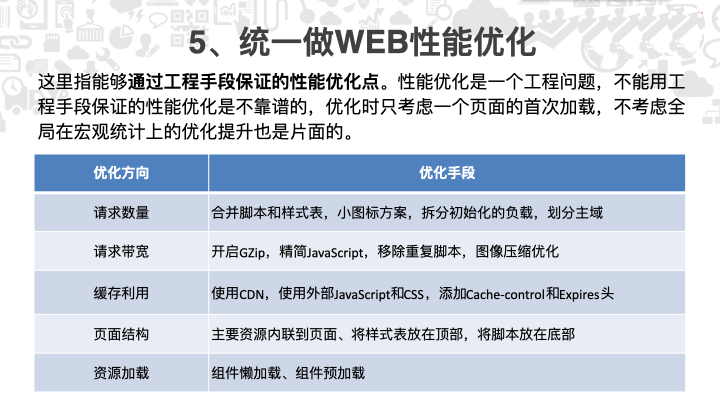 5、统一做WEB性能优化
这里指能够通过工程手段保证的性能优化点。性能优化是一个工程问题，不能用工
程手段保证的性能优化是不靠谱的，优化时只考虑一个页面的首次加载，不考虑全
局在宏观统计上的优化提升也是片面的。
优化方向 优化手段
请求数量 合并脚本和样式表，小图标方案，拆分初始化的负载，划分主域
请求带宽 开启GZip，精简JavaScript，移除重复脚本，图像压缩优化
缓存利用 使用CDN，使用外部JavaScript和CSS，添加Cache-control和Expires头
页面结构 主要资源内联到页面、将样式表放在顶部，将脚本放在底部
资源加载 组件懒加载、组件预加载